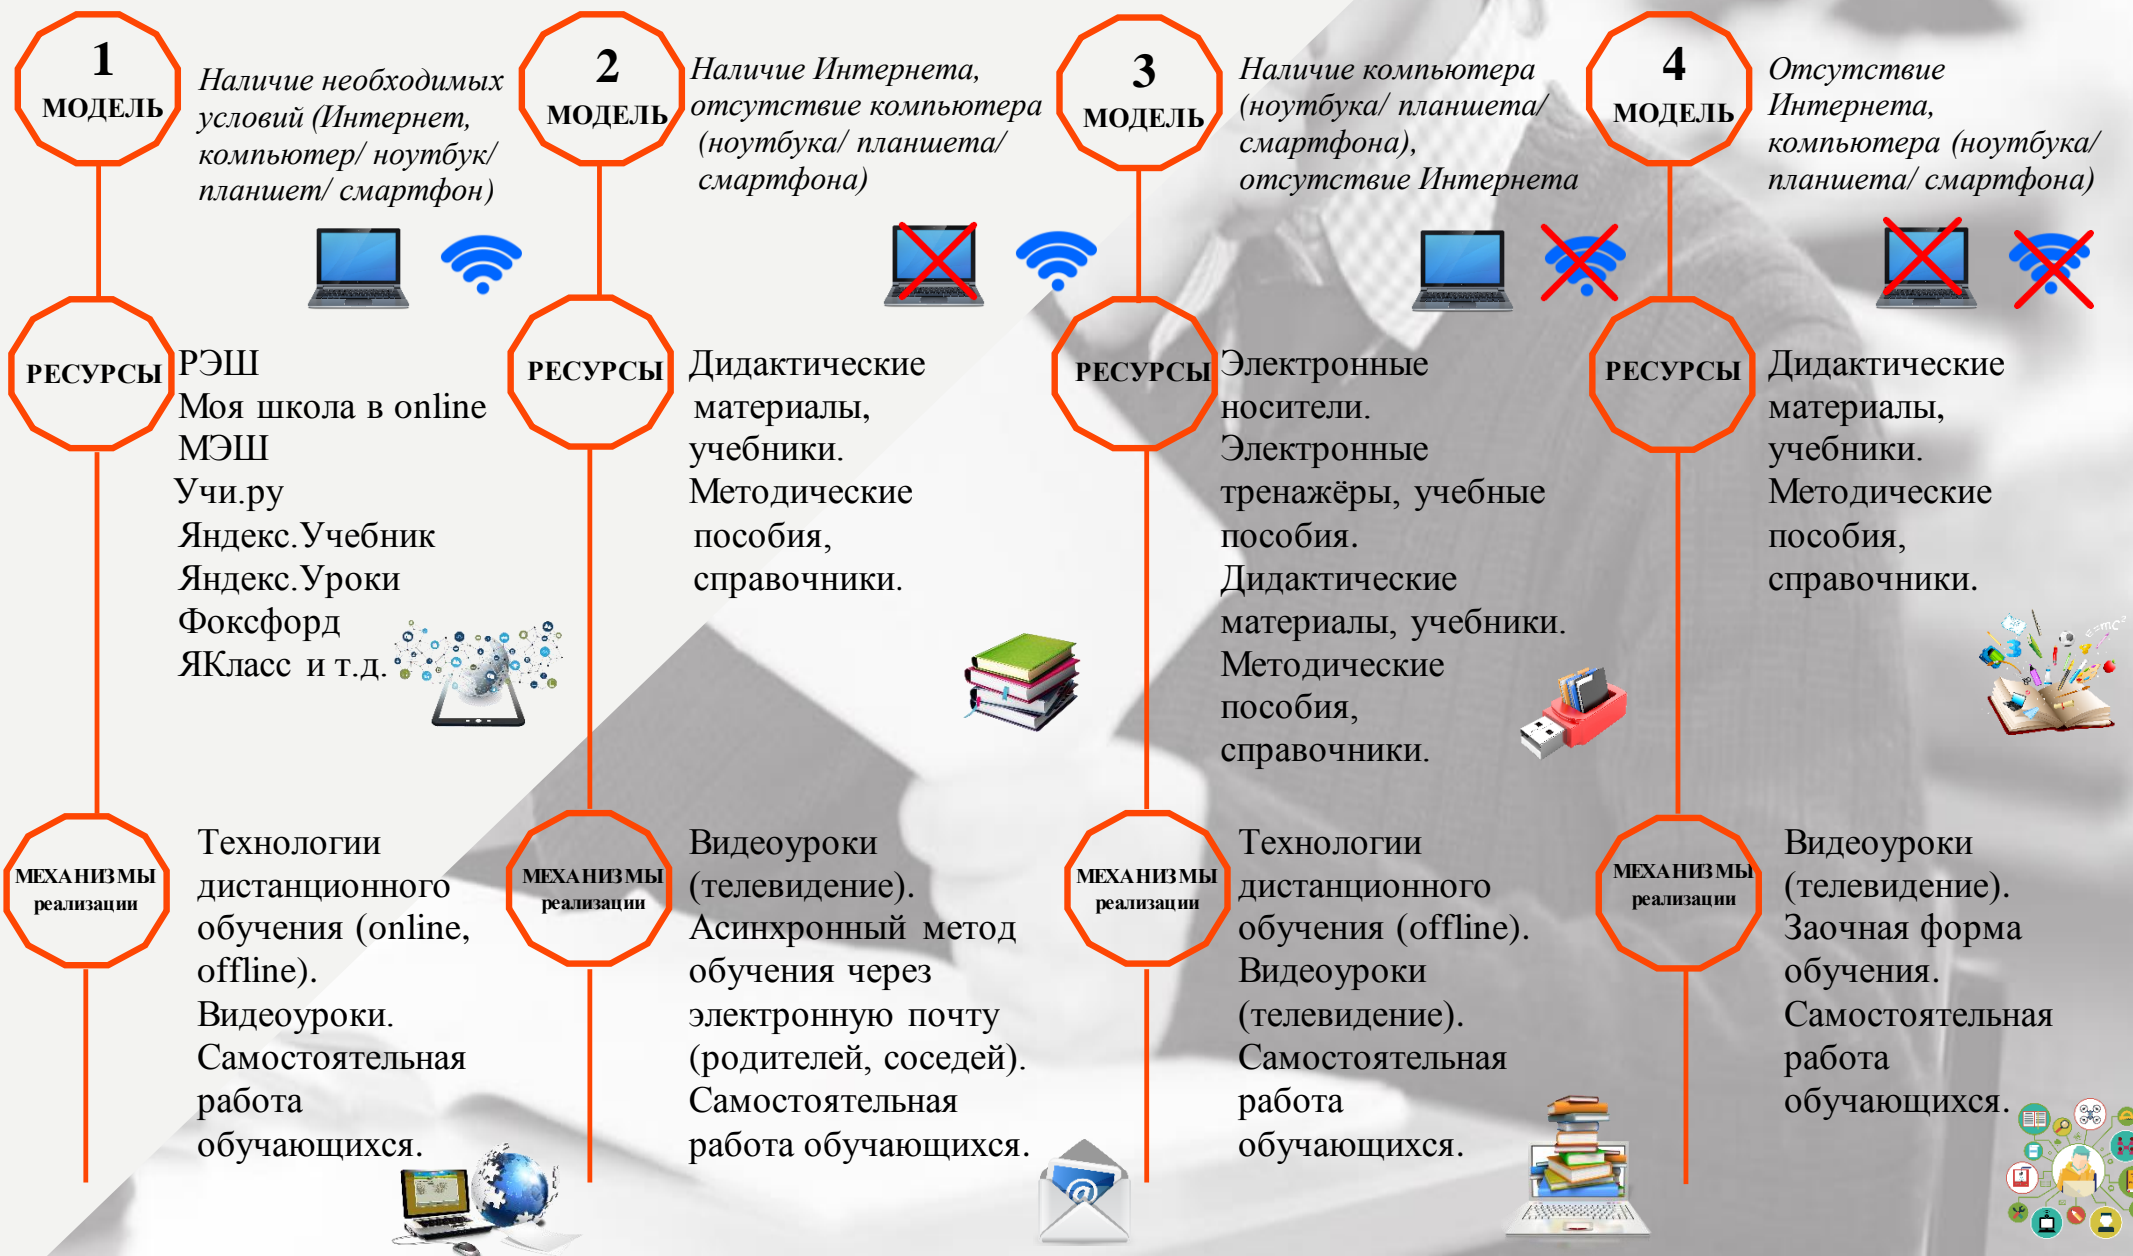 1
МОДЕЛЬ
Наличие необходимых
условий (Интернет,
компьютер/ ноутбук/
планшет/ смартфон)
РЕСУРСЫ
РЭШ
Моя школа в online
МЭШ
Учи.ру
Яндекс.Учебник
Яндекс.Уроки
Фоксфорд
ЯКласс и т.д.
МЕХАНИЗМЫ
реализации
Технологии
дистанционного
обучения (online,
offline).
Видеоуроки.
Самостоятельная
работа
обучающихся.
2
МОДЕЛЬ
Наличие Интернета,
отсутствие компьютера
(ноутбука/ планшета/
смартфона)
РЕСУРСЫ
Дидактические
материалы,
учебники.
Методические
пособия,
справочники.
МЕХАНИЗМЫ
реализации
Видеоуроки
(телевидение).
Асинхронный метод
обучения через
электронную почту
(родителей, соседей).
Самостоятельная
работа обучающихся.
@
3
МОДЕЛЬ
Наличие компьютера
(ноутбука/ планшета/
смартфона),
отсутствие Интернета
РЕСУРСЫ
Электронные
носители.
Электронные
тренажёры, учебные
пособия.
Дидактические
материалы, учебники.
Методические
пособия,
справочники.
МЕХАНИЗМЫ
реализации
Технологии
дистанционного
обучения (offline).
Видеоуроки
(телевидение).
Самостоятельная
работа
обучающихся.
4
МОДЕЛЬ
Отсутствие
Интернета,
компьютера (ноутбука/
планшета/ смартфона)
РЕСУРСЫ
Дидактические
материалы,
учебники.
Методические
пособия,
справочники.
e=mc²
3
МЕХАНИЗМЫ
реализации
Видеоуроки
(телевидение).
Заочная форма
обучения.
Самостоятельная
работа
обучающихся.